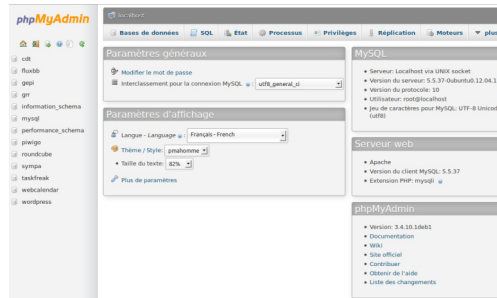 phpMyAdmin
cdt
fluxbb
gepi
grr
information_schema
mysql
performance_schema
piwigo
roundcube
sympa
taskfreak
webcalendar
wordpress
localhost
Bases de données
SQL
Etat
Processus
Privilèges
Réplication
Moteurs
plus
Paramètres généraux
Modifier le mot de passe
Interclassement pour la connexion MySQL : utf8_general_ci
Paramètres d'affichage
Langue - Language : Français - French
Thème / Style: pmahomme
Taille du texte: 82%
Plus de paramètres
MySQL
Serveur: Localhost via UNIX socket
Version du serveur: 5.5.37-0ubuntu0.12.04.1
Version du protocole: 10
Utilisateur: root@localhost
Jeu de caractères pour MySQL: UTF-8 Unicod
(utf8)
Serveur web
Apache
Version du client MySQL: 5.5.37
Extension PHP: mysqli
phpMyAdmin
Version: 3.4.10.1deb1
Documentation
Wiki
Site officiel
Contribuer
Obtenir de l'aide
Liste des changements